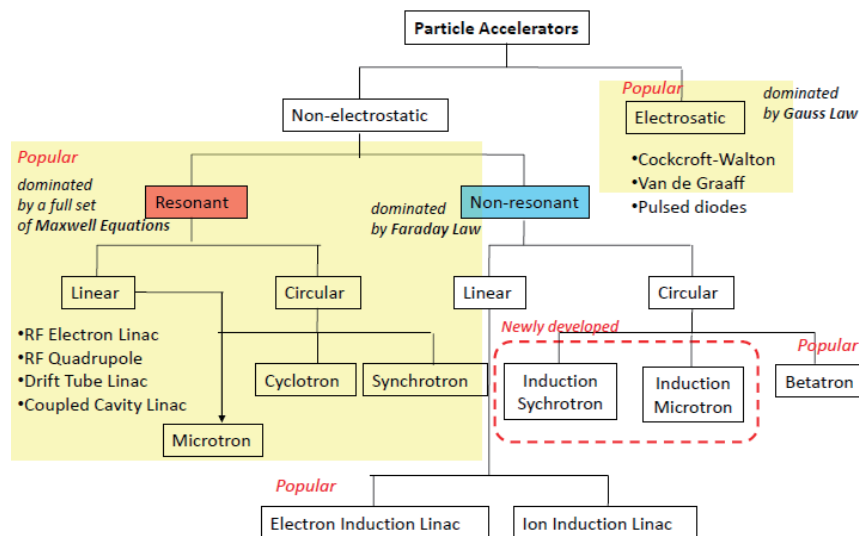 Particle Accelerators
Popular
dominated
by Gauss Law
Non-electrostatic
Electrosatic
Popular
•Cockcroft-Walton
•Van de Graaff
•Pulsed diodes
dominated
by a full set
of Maxwell Equations
Resonant
dominated
by Faraday Law
Non-resonant
Linear
Circular
Linear
Circular
Newly developed
•RF Electron Linac
•RF Quadrupole
•Drift Tube Linac
•Coupled Cavity Linac
Cyclotron
Synchrotron
Microtron
Induction
Sychrotron
Induction
Microtron
Popular
Betatron
Popular
Electron Induction Linac
Ion Induction Linac